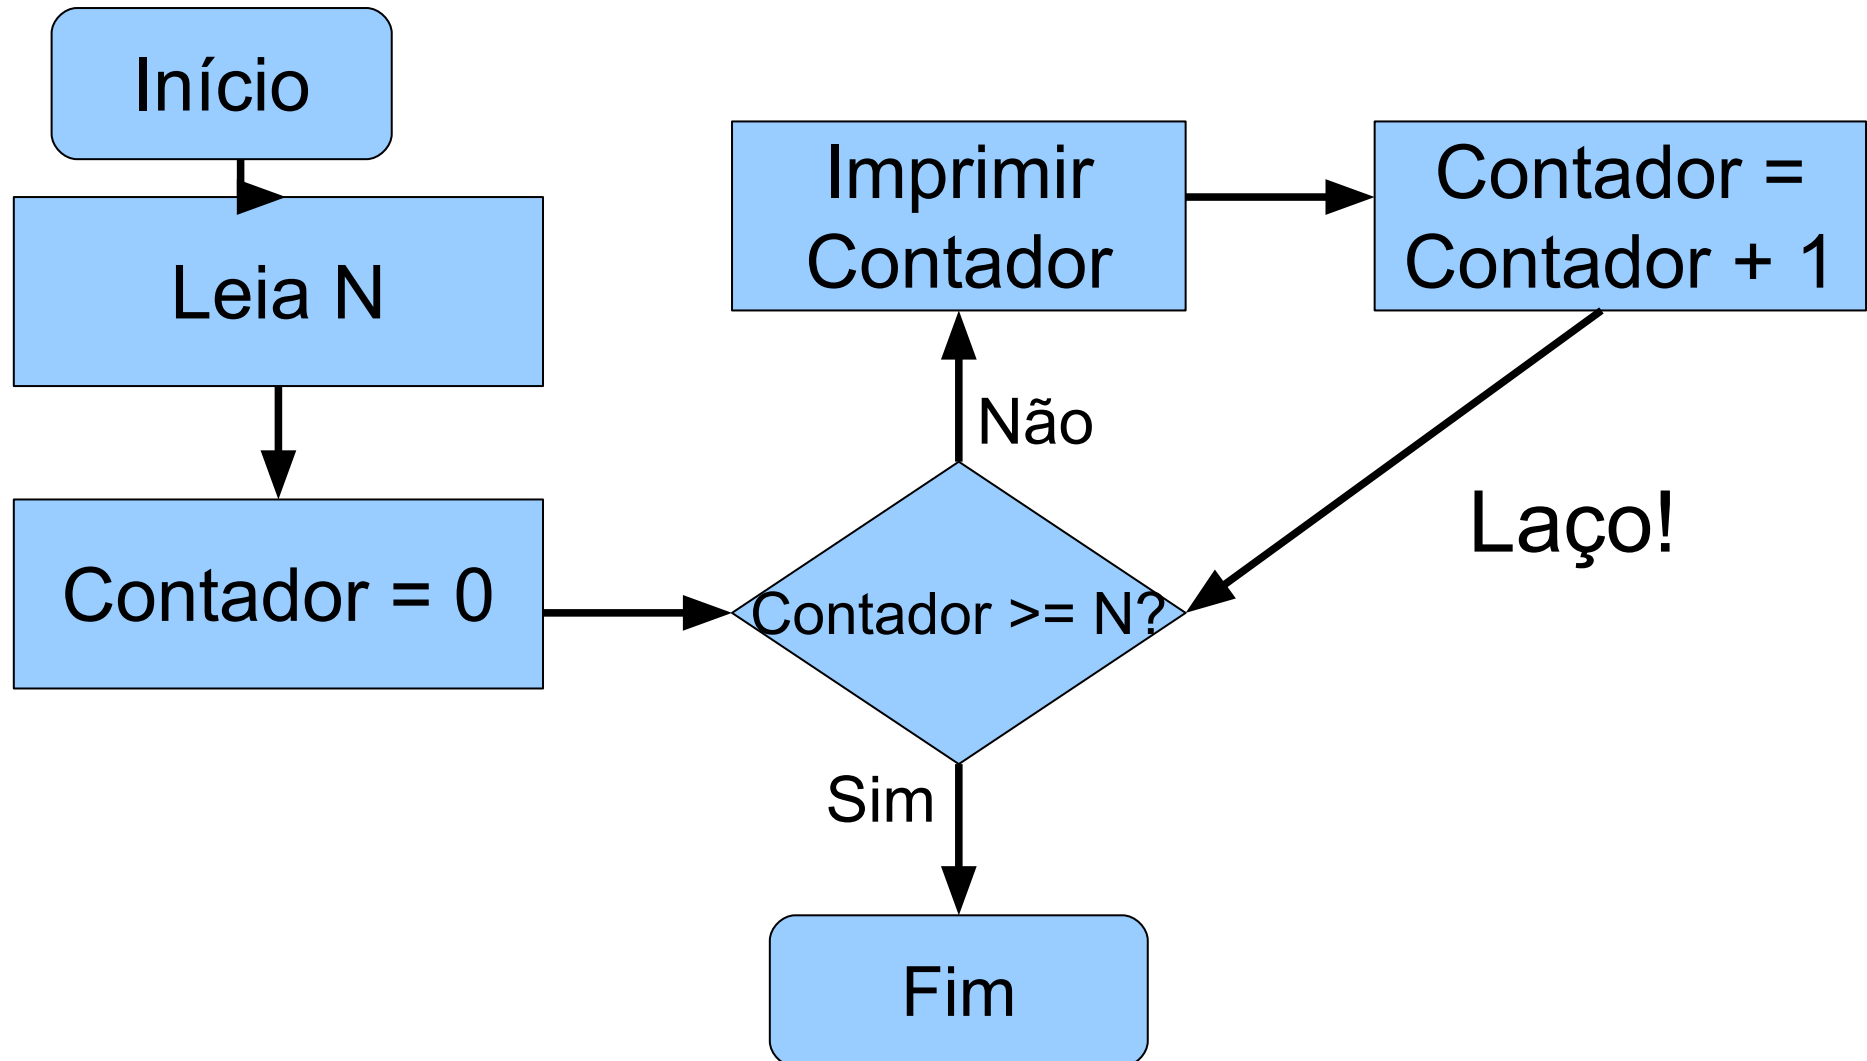 Início
Leia N
Contador = 0
Contador >= N?
Não
Imprimir
Contador
Contador =
Contador + 1
Laço!
Sim
Fim